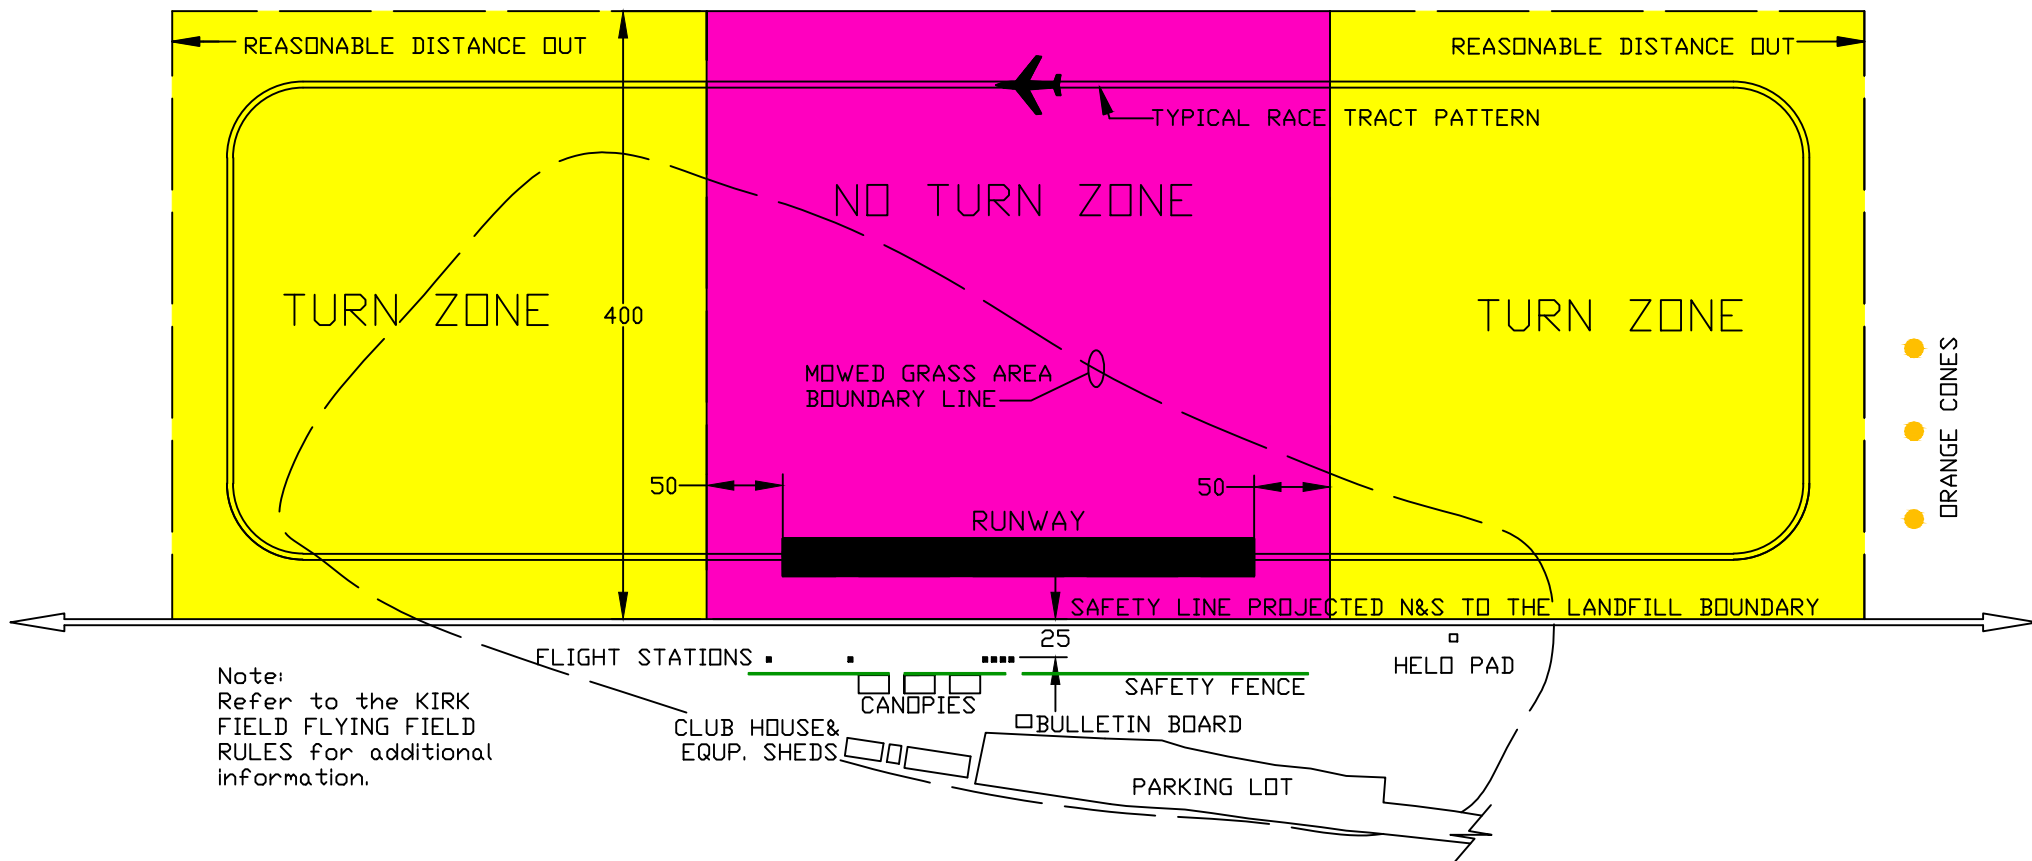 REASONABLE DISTANCE OUT
REASONABLE DISTANCE OUT
TYPICAL RACE TRACT PATTERN
NO TURN ZONE
TURN ZONE
400
TURN ZONE
MOWED GRASS AREA
BOUNDARY LINE
ORANGE CONES
50
50
RUNWAY
SAFETY LINE PROJECTED N&S TO THE LANDFILL BOUNDARY
25
FLIGHT STATIONS
HELO PAD
SAFETY FENCE
CANOPIES
Note:
Refer to the KIRK
FIELD FLYING FIELD
RULES for additional
information.
CLUB HOUSE&
EQUP. SHEDS
BULLETIN BOARD
PARKING LOT